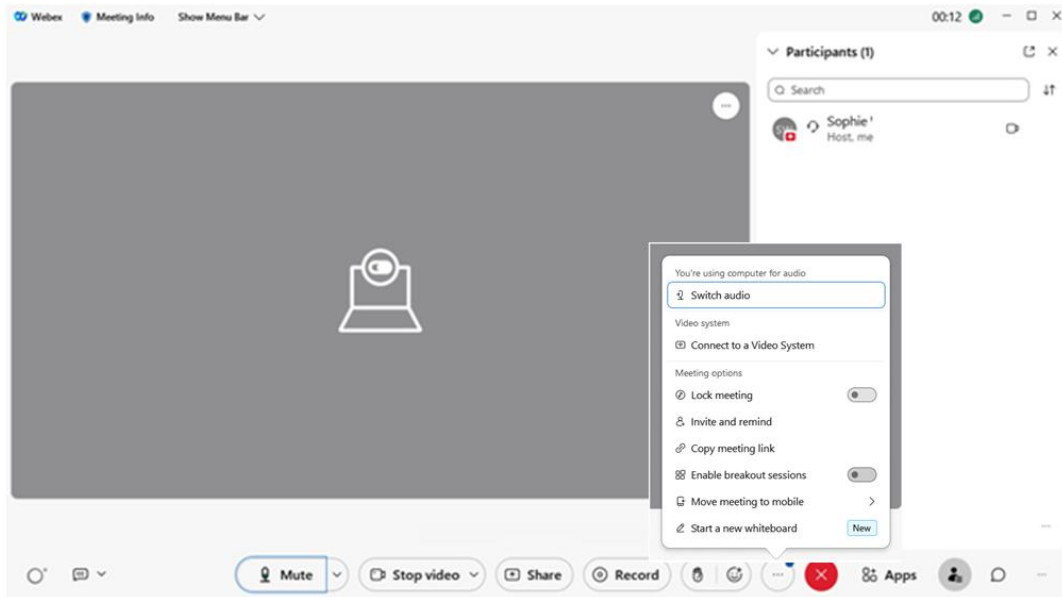 Webex Meeting Info Show Menu Bar 00:12
Participants (1)
Search
SW Sophie
Host, me
You're using computer for audio
Switch audio
Video system
Connect to a Video System
Meeting options
Lock meeting
Invite and remind
Copy meeting link
Enable breakout sessions
Move meeting to mobile
Start a new whiteboard New
Mute Stop video Share Record Apps